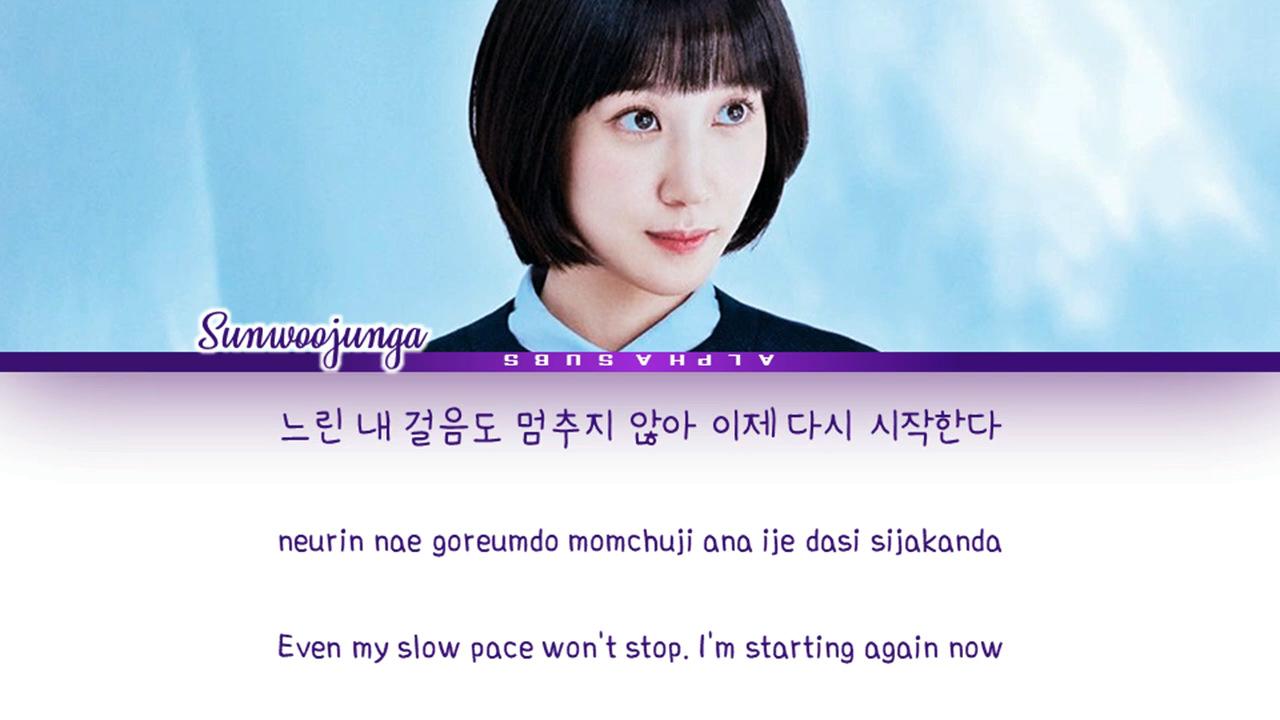 Sunwoojunga
ALPHASUBS
느린 내 걸음도 멈추지 않아 이제 다시 시작한다
neurin nae goreumdo momchuji ana ije dasi sijakanda
Even my slow pace won't stop. I'm starting again now